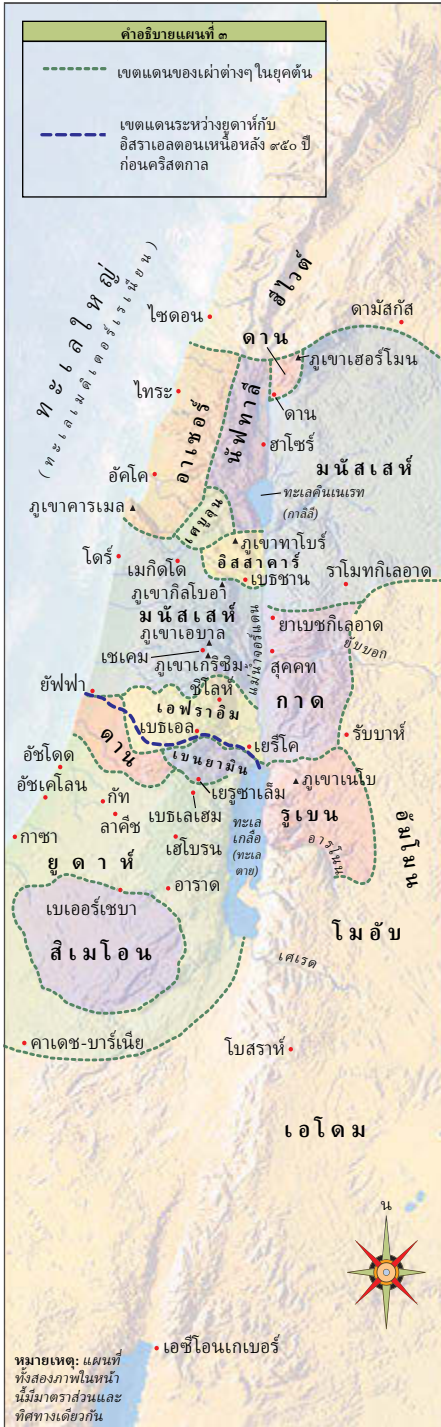 คำอธิบายแผนที่ ๓
เขตแดนของเผ่าต่างๆ ในยุคต้น
เขตแดนระหว่างยูดาห์กับ
อิสราเอลตอนเหนือหลัง ๙๕๐ ปี
ก่อนคริสตกาล
ทะเลใหญ่
(ทะเลเมดิเตอร์เรเนียน)
ฮีไวต์
ไซดอน
ดามัสกัส
ดาน
ภูเขาเฮอร์โมน
ไทระ
ดาน
อาเชอร์
นัฟทาลี
ฮาโซร์
มนัสเสห์
อัคโค
ทะเลคินเนเรท
(กาลิลี)
ภูเขาคารเมล
เศบูลุน
ภูเขาทาโบร์
โดร์
เมกิดโด
อิสสาคาร์
เบธชาน
ราโมทกิเลอาด
ภูเขากิลโบอา
มนัสเสห์
ยาเบชกิเลอาด
ภูเขาเอบาล
แม่น้ำจอร์แดน
ยับบอก
เชเคม
ภูเขาเกริซิม
สุคคท
ชิโลห์
กาด
ยัฟฟา
เอฟราอิม
เบธเอล
รับบาห์
ดาน
เยรีโค
เบนยามิน
อัชโดด
เยรูซาเล็ม
ภูเขาเนโบ
อัชเคโลน
กัท
เบธเลเฮม
รูเบน
อัมโมน
ลาคีช
ทะเล
เกลือ
(ทะเล
ตาย)
กาซา
เฮโบรน
อารโนน
ยูดาห์
อาราด
เบเออร์เชบา
โมอับ
สิเมโอน
เศเรด
คาเดช-บาร์เนีย
โบสราห์
เอโดม
น
เอซีโอนเกเบอร์
หมายเหตุ: แผนที่
ทั้งสองภาพในหน้า
นี้มีมาตราส่วนและ
ทิศทางเดียวกัน